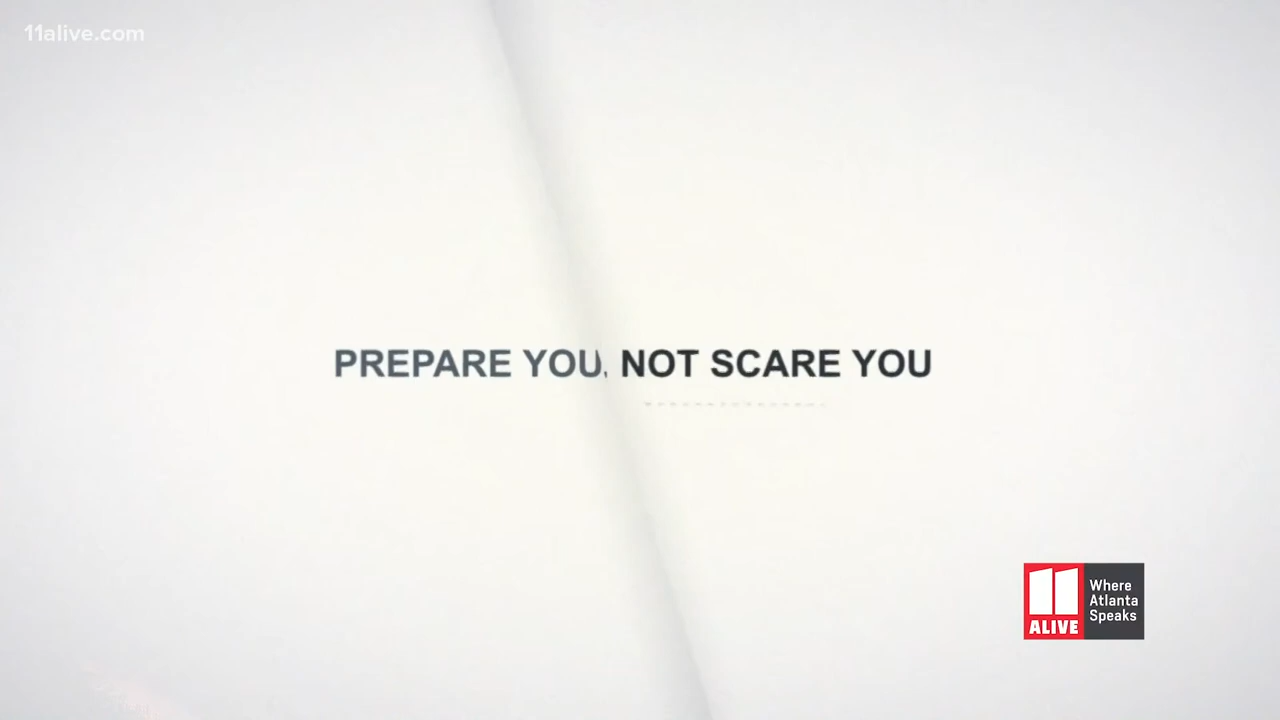 11alive.com
PREPARE YOU, NOT SCARE YOU
11
ALIVE
Where
Atlanta
Speaks